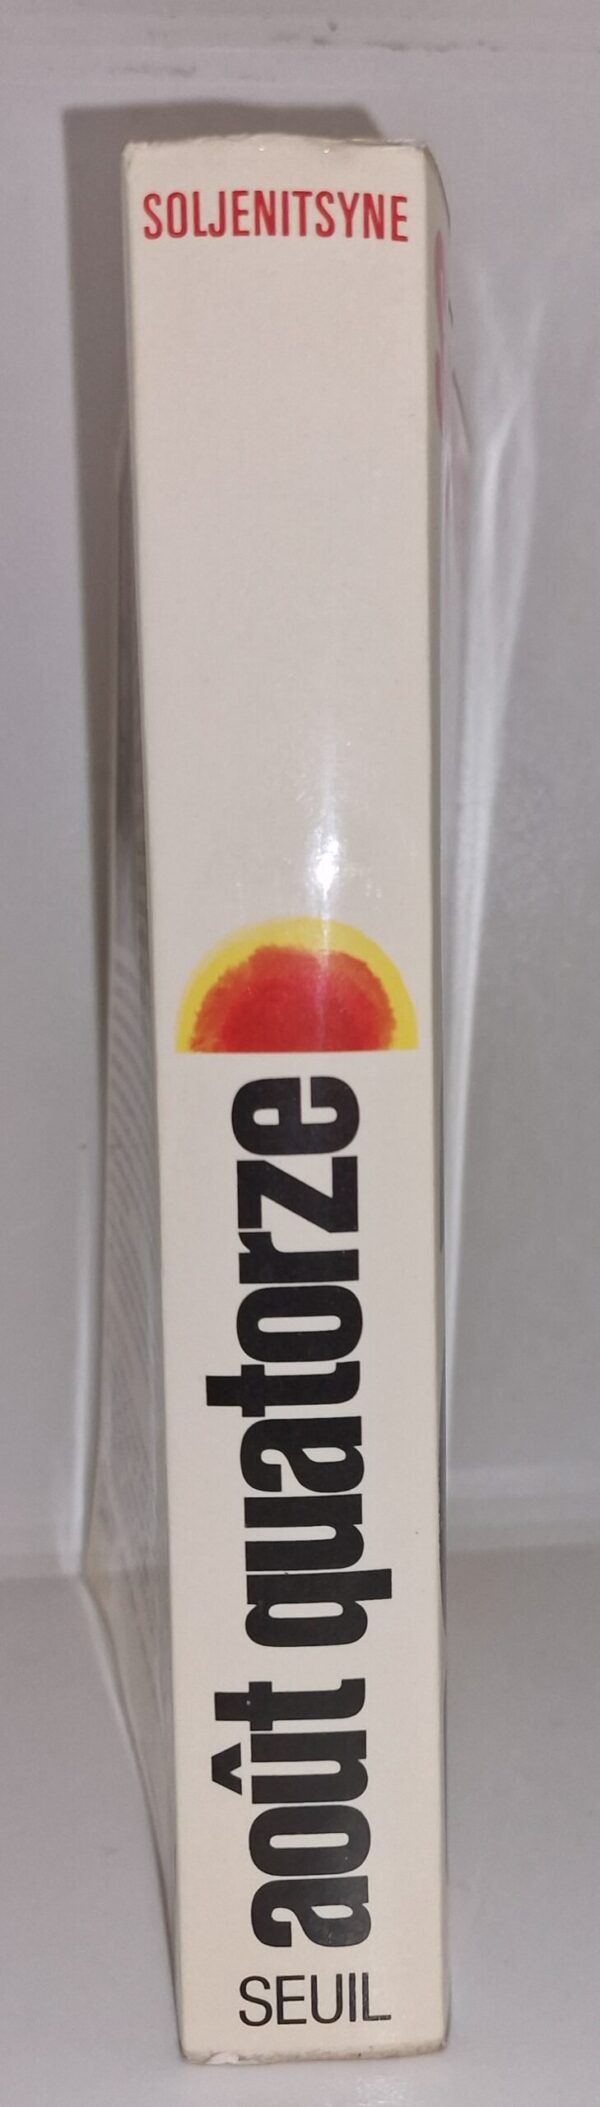 SOLJENITSYNE
août quatorze
SEUIL